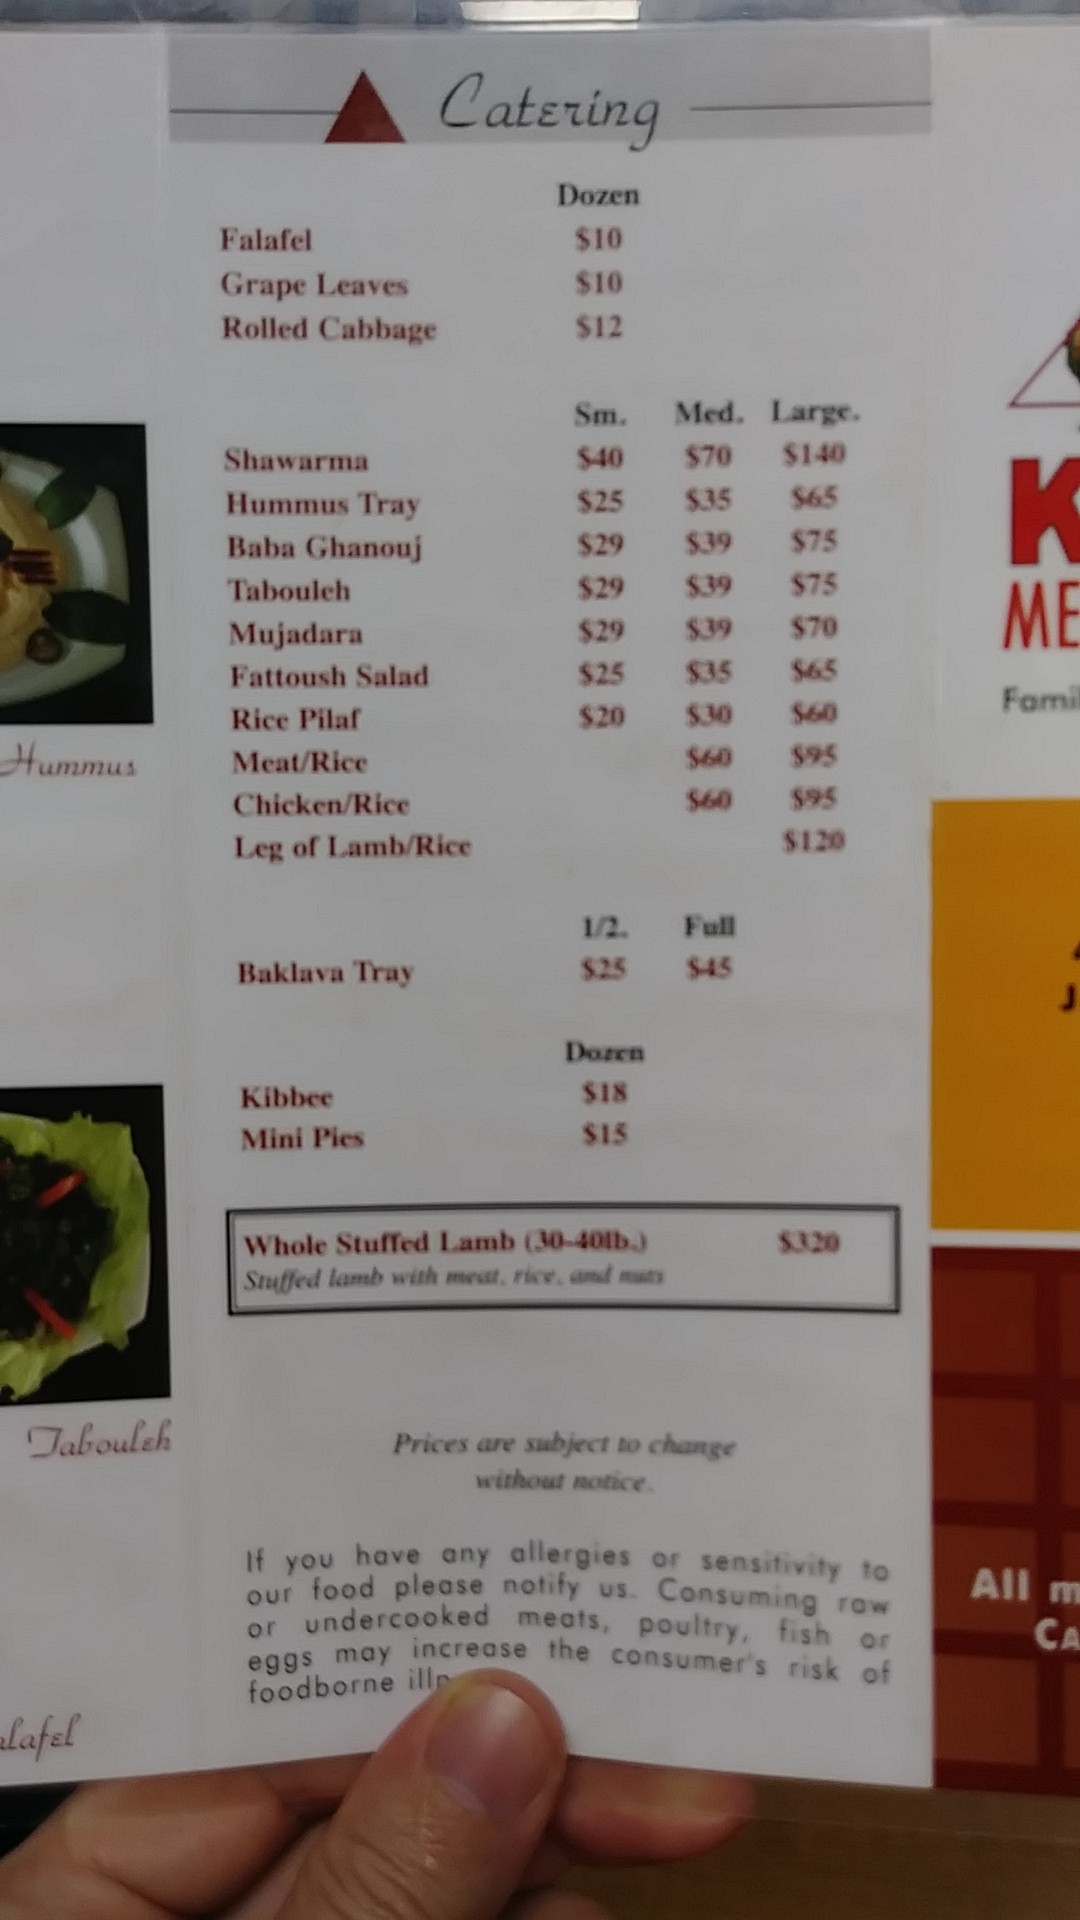 Catering
Dozen
Falafel $10
Grape Leaves $10
Rolled Cabbage $12
Sm. Med. Large.
Shawarma $40 $70 $140
Hummus Tray $25 $35 $65
Baba Ghanouj $29 $39 $75
Tabouleh $29 $39 $75
Mujadara $29 $39 $70
Fattoush Salad $25 $35 $65
Rice Pilaf $20 $30 $60
Meat/Rice $60 $95
Chicken/Rice $60 $95
Leg of Lamb/Rice $120
1/2. Full
Baklava Tray $25 $45
Dozen
Kibbee $18
Mini Pies $15
Whole Stuffed Lamb (30-40lb.) $320
Stuffed lamb with meat, rice, and nuts
Prices are subject to change
without notice.
If you have any allergies or sensitivity to
our food please notify us. Consuming raw
or undercooked meats, poultry, fish or
eggs may increase the consumer's risk of
foodborne
Hummus
Tabouleh
K
ME
Famil
J
All m
CA